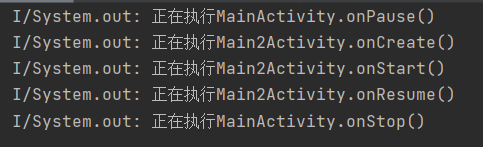 I/System.out: 正在执行MainActivity.onPause()
I/System.out: 正在执行Main2Activity.onCreate()
I/System.out: 正在执行Main2Activity.onStart()
I/System.out: 正在执行Main2Activity.onResume()
I/System.out: 正在执行MainActivity.onStop()